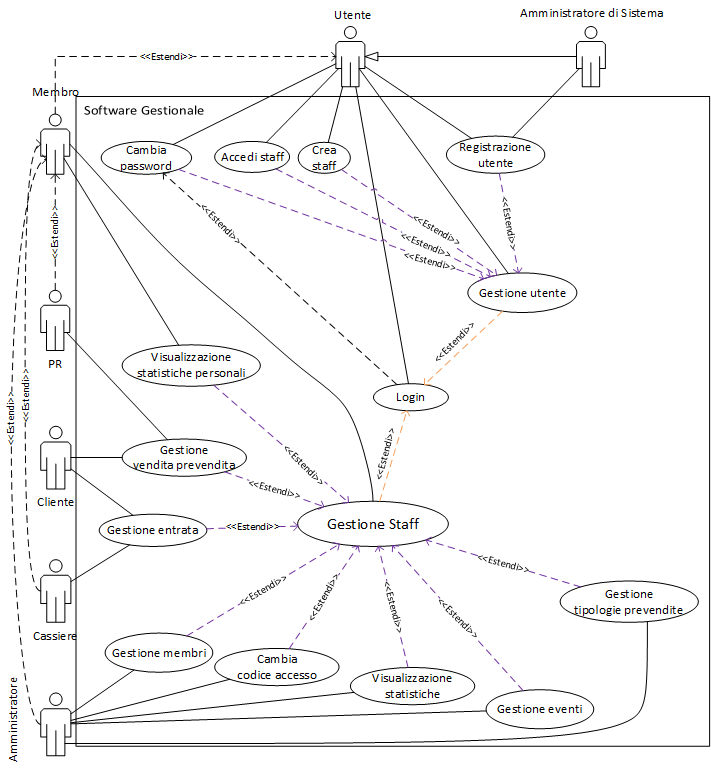 Utente
Amministratore di Sistema
<<Estendi>>
Membro
Software Gestionale
Cambia
password
Accedi staff
Crea
staff
Registrazione
utente
<<Estendi>>
<<Estendi>>
<<Estendi>>
<<Estendi>>
<<Estendi>>
<<Estendi>>
Gestione utente
PR
<<Estendi>>
Visualizzazione
statistiche personali
Login
<<Estendi>>
<<Estendi>>
<<Estendi>>
<<Estendi>>
Gestione
vendita prevendita
<<Estendi>>
<<Estendi>>
Cliente
Gestione entrata
<<Estendi>>
Gestione Staff
<<Estendi>>
Gestione
tipologie prevendite
<<Estendi>>
<<Estendi>>
<<Estendi>>
<<Estendi>>
Cassiere
Gestione membri
Cambia
codice accesso
Visualizzazione
statistiche
Gestione eventi
Amministratore